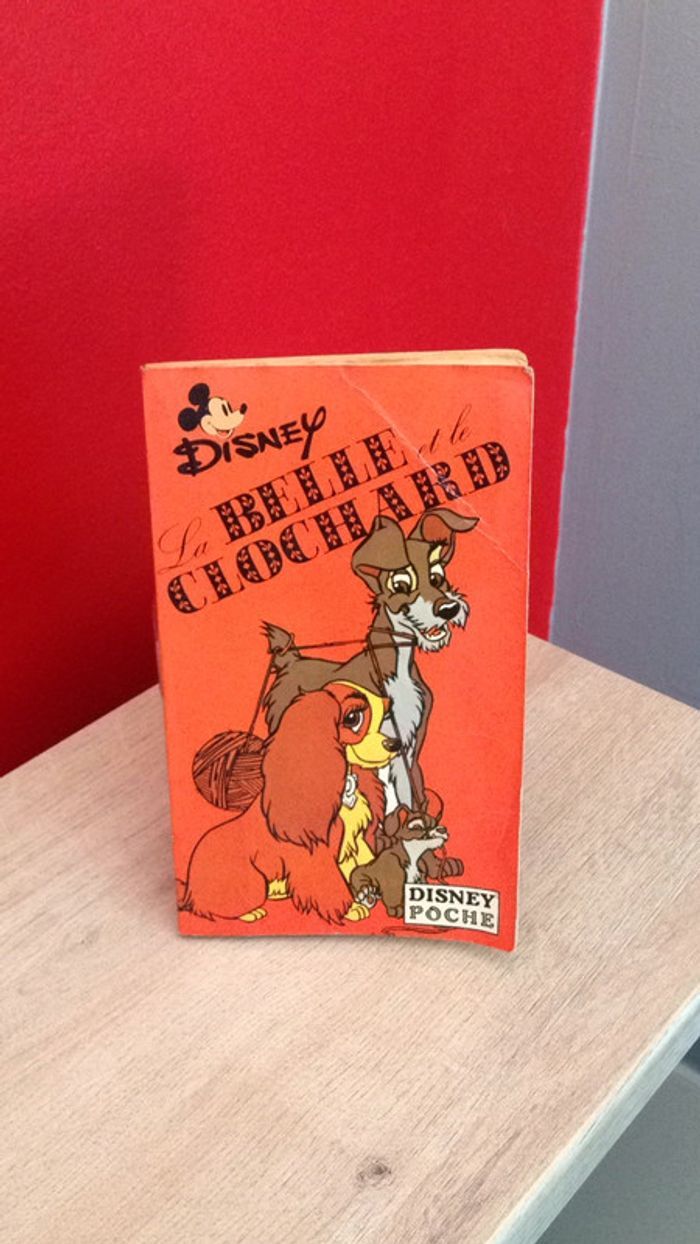 DISNEY
La BELLE et le
CLOCHARD
DISNEY
POCHE